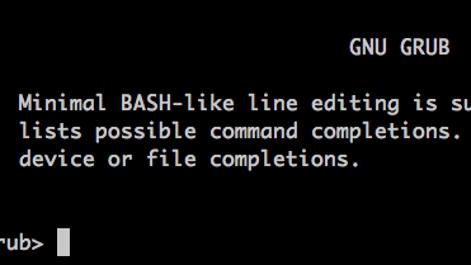 GNU GRUB
Minimal BASH-like line editing is su
lists possible command completions.
device or file completions.
rub>